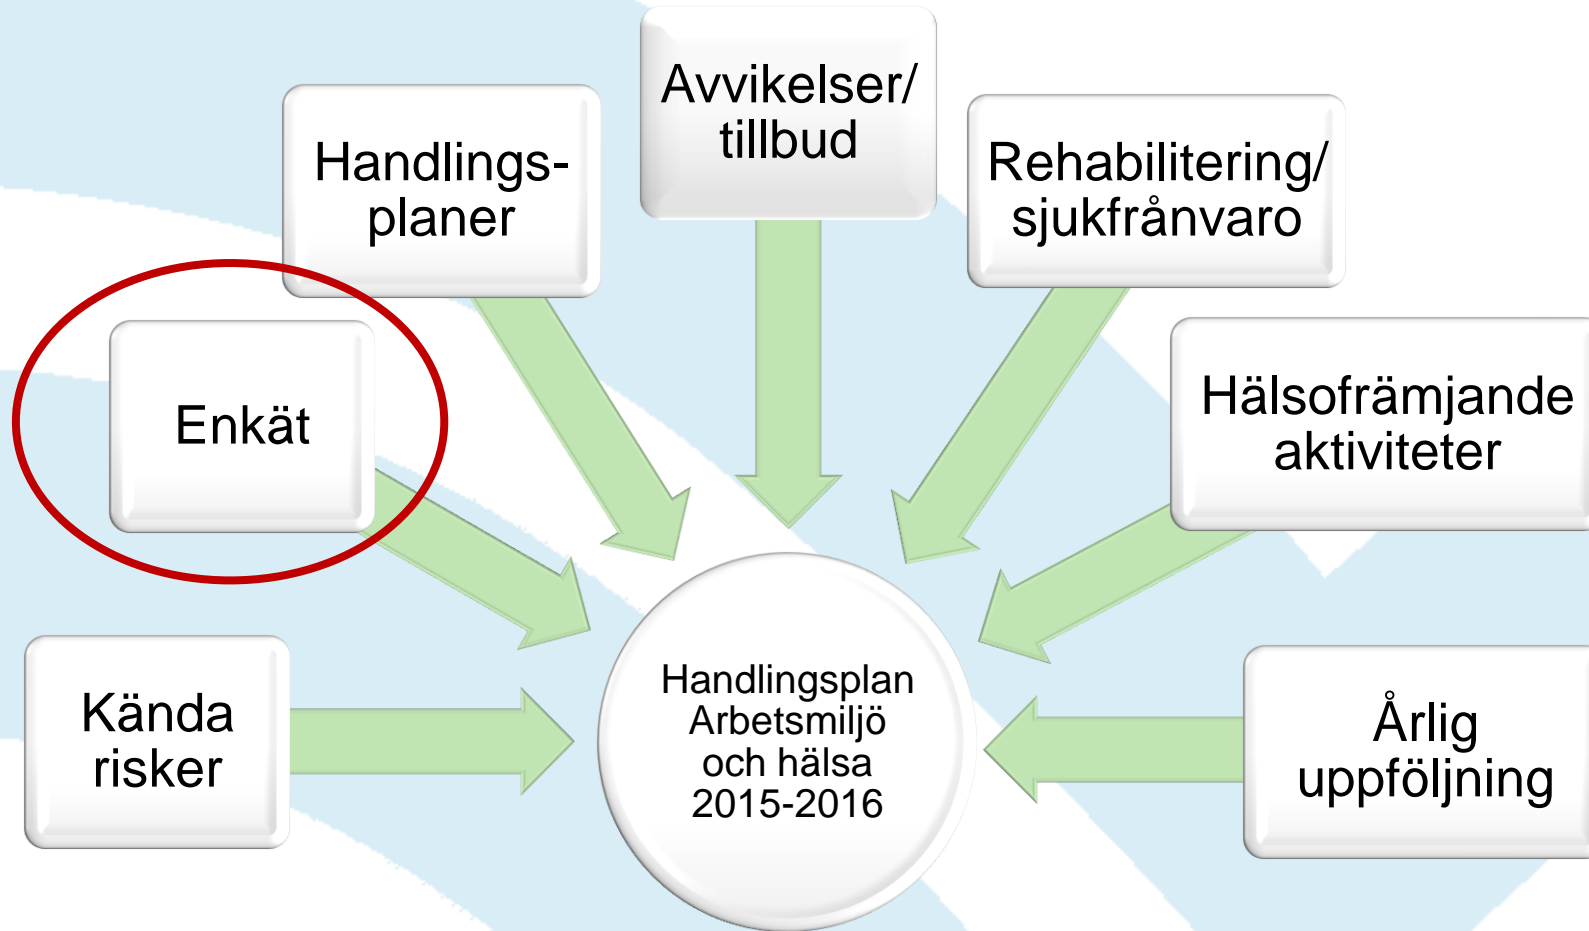 Avvikelser/
tillbud
Handlings-
planer
Rehabilitering/
sjukfrånvaro
Enkät
Hälsofrämjande
aktiviteter
Kända
risker
Handlingsplan
Arbetsmiljö
och hälsa
2015-2016
Årlig
uppföljning